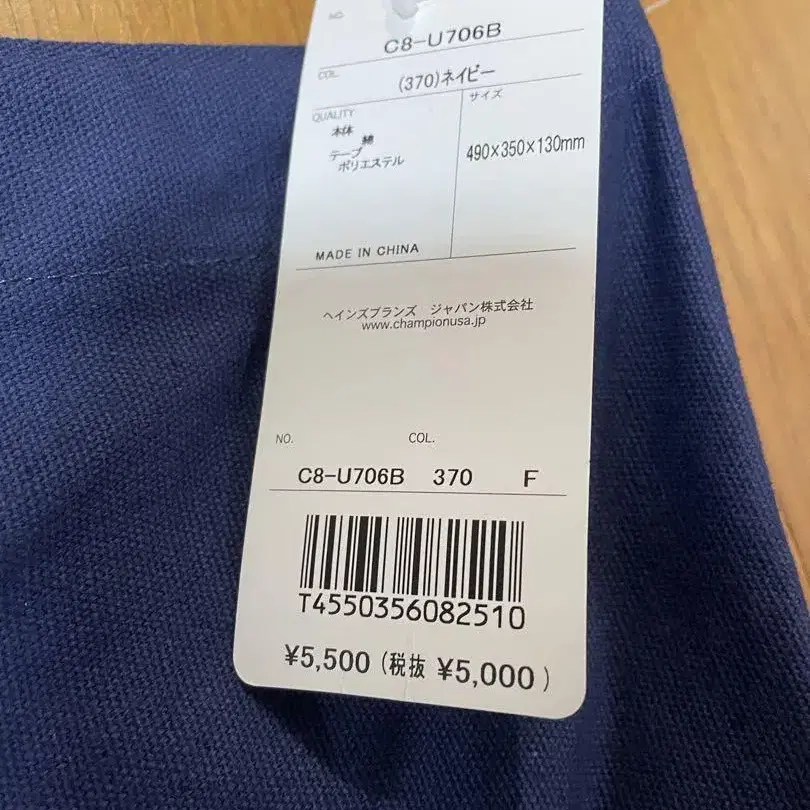 NO.
C8-U706B
COL.
(370)ネイビー
QUALITY
本体
綿
テープ
ポリエステル
サイズ
490×350×130mm
MADE IN CHINA
ヘインズブランズ ジャパン株式会社
www.championusa.jp
NO. COL.
C8-U706B 370 F
T4550356082510
¥5,500 (税抜 ¥5,000)